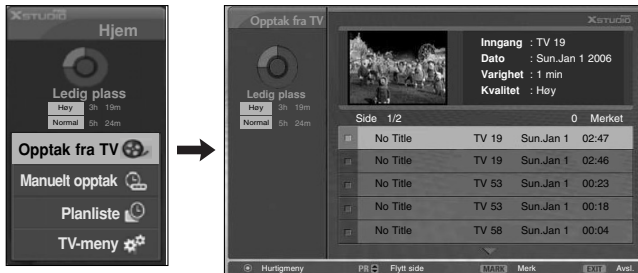 XSTUDIO
Hjem
Ledig plass
Høy 3h 19m
Normal 5h 24m
Opptak fra TV
Manuelt opptak
Planliste
TV-meny
Opptak fra TV
XSTUDIO
Ledig plass
Høy 3h 19m
Normal 5h 24m
Inngang : TV 19
Dato : Sun.Jan 1 2006
Varighet : 1 min
Kvalitet : Høy
Side 1/2 0 Merket
No Title TV 19 Sun.Jan 1 02:47
No Title TV 19 Sun.Jan 1 02:46
No Title TV 53 Sun.Jan 1 00:23
No Title TV 53 Sun.Jan 1 00:18
No Title TV 58 Sun.Jan 1 00:04
Hurtigmeny PR Flytt side MARK Merk EXIT Avsl.